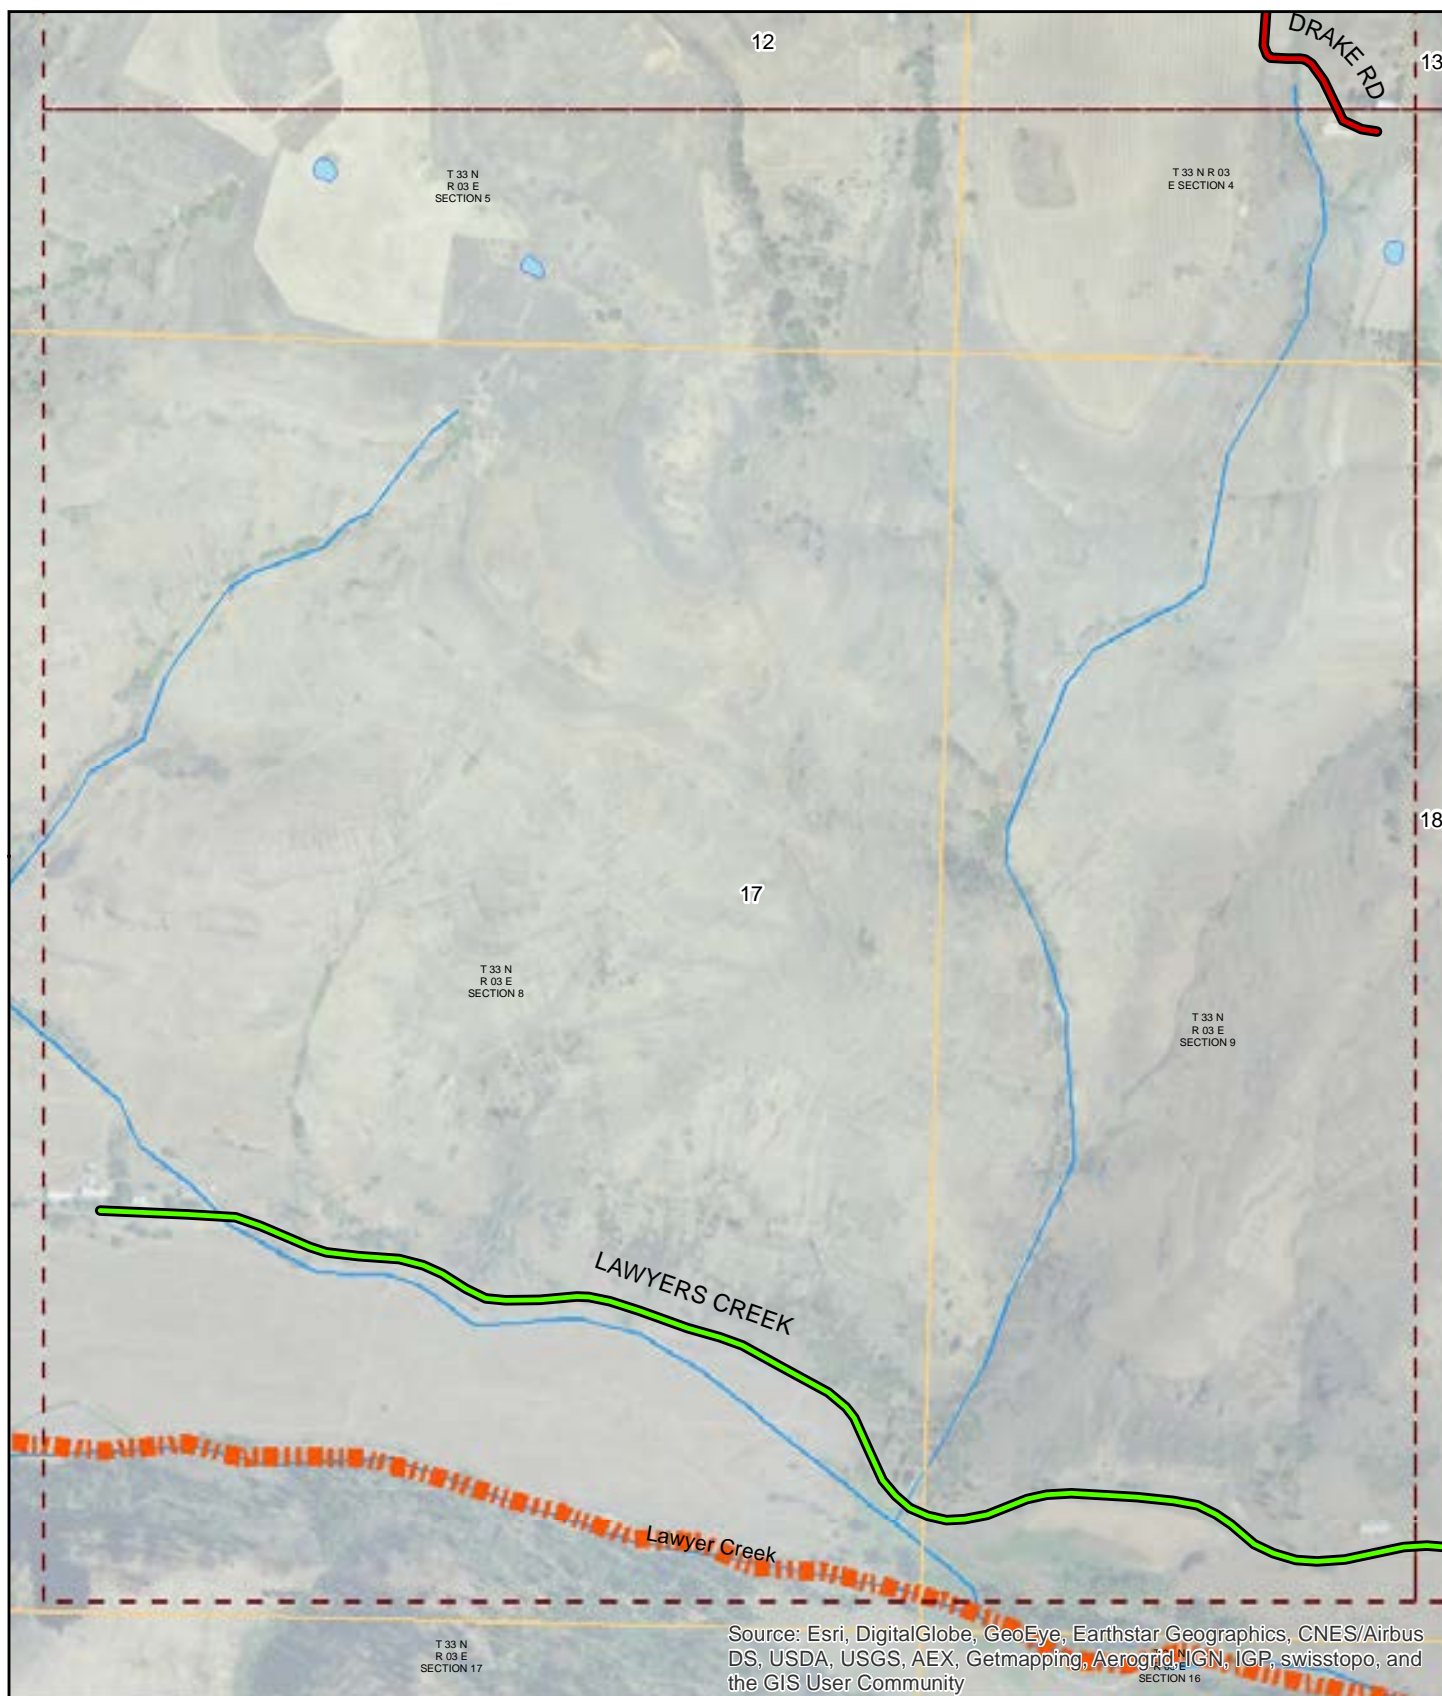 12
DRAKE RD
13
T 33 N
R 03 E
SECTION 5
T 33 N R 03
E SECTION 4
18
17
T 33 N
R 03 E
SECTION 8
T 33 N
R 03 E
SECTION 9
LAWYERS CREEK
Lawyer Creek
T 33 N
R 03 E
SECTION 17
SECTION 16
Source: Esri, DigitalGlobe, GeoEye, Earthstar Geographics, CNES/Airbus
DS, USDA, USGS, AEX, Getmapping, Aerogrid, IGN, IGP, swisstopo, and
the GIS User Community